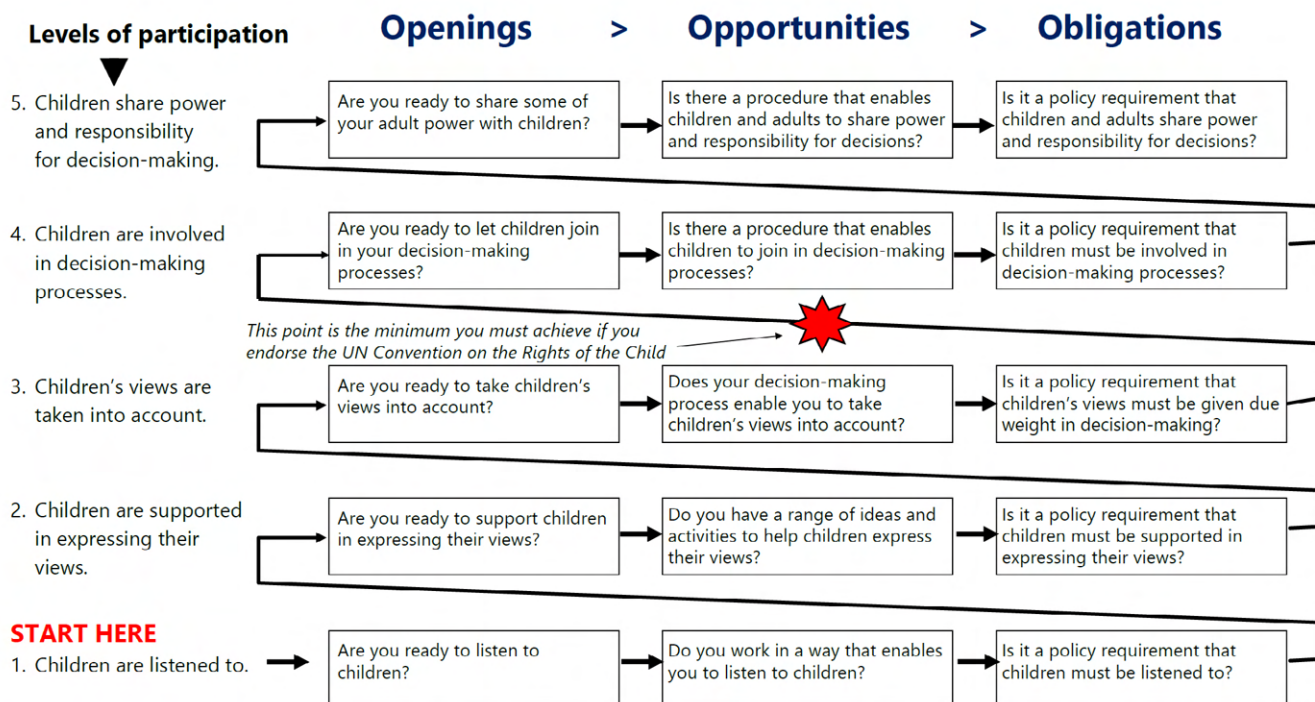 Levels of participation
Openings > Opportunities > Obligations
5. Children share power
and responsibility
for decision-making.
Are you ready to share some of
your adult power with children?
Is there a procedure that enables
children and adults to share power
and responsibility for decisions?
Is it a policy requirement that
children and adults share power
and responsibility for decisions?
4. Children are involved
in decision-making
processes.
Are you ready to let children join
in your decision-making
processes?
Is there a procedure that enables
children to join in decision-making
processes?
Is it a policy requirement that
children must be involved in
decision-making processes?
This point is the minimum you must achieve if you
endorse the UN Convention on the Rights of the Child
3. Children’s views are
taken into account.
Are you ready to take children’s
views into account?
Does your decision-making
process enable you to take
children’s views into account?
Is it a policy requirement that
children’s views must be given due
weight in decision-making?
2. Children are supported
in expressing their
views.
Are you ready to support children
in expressing their views?
Do you have a range of ideas and
activities to help children express
their views?
Is it a policy requirement that
children must be supported in
expressing their views?
START HERE
1. Children are listened to.
Are you ready to listen to
children?
Do you work in a way that enables
you to listen to children?
Is it a policy requirement that
children must be listened to?